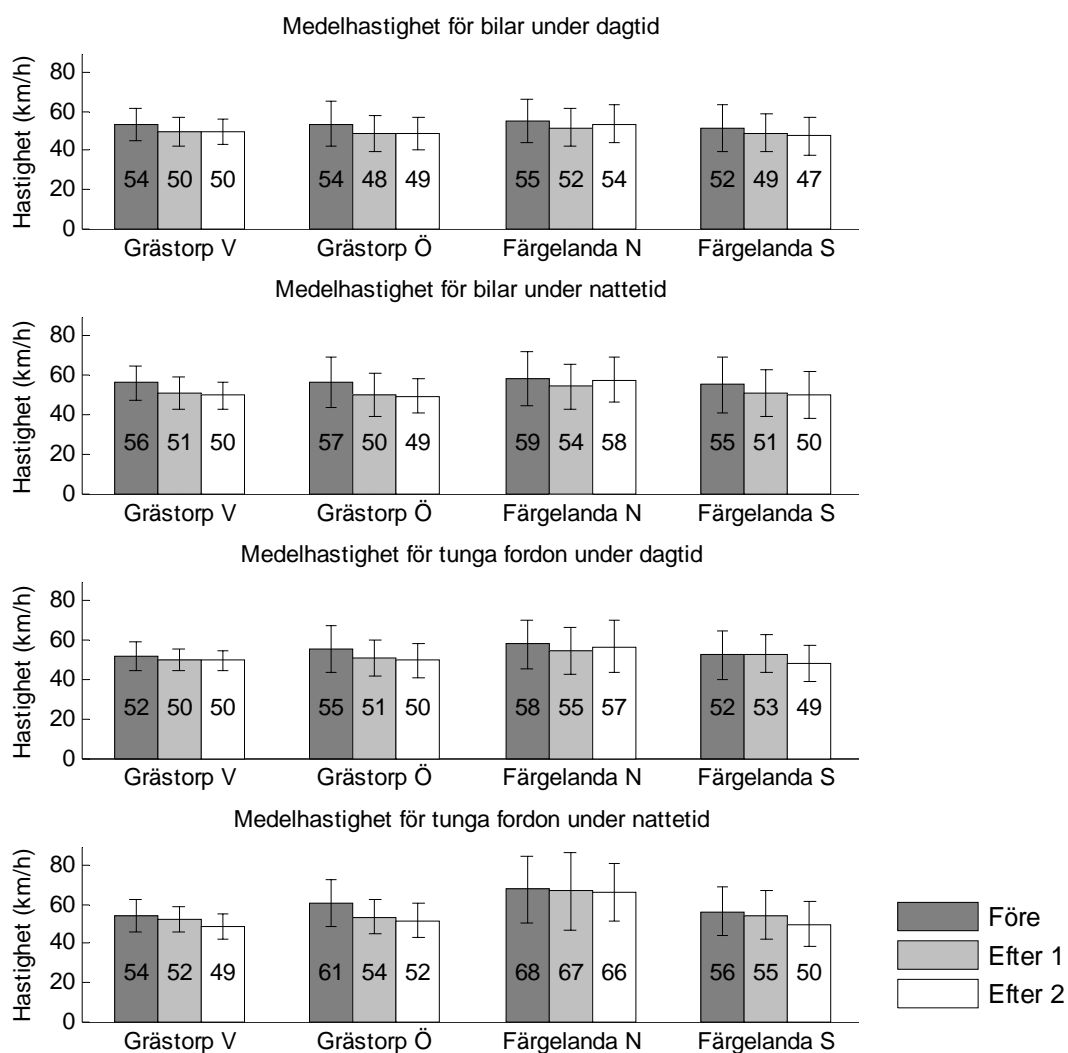 Medelhastighet för bilar under dagtid
Hastighet (km/h)
80
60
40
20
0
54 50 50 54 48 49 55 52 54 52 49 47
Grästorp V Grästorp Ö Färgelanda N Färgelanda S
Medelhastighet för bilar under nattetid
Hastighet (km/h)
80
60
40
20
0
56 51 50 57 50 49 59 54 58 55 51 50
Grästorp V Grästorp Ö Färgelanda N Färgelanda S
Medelhastighet för tunga fordon under dagtid
Hastighet (km/h)
80
60
40
20
0
52 50 50 55 51 50 58 55 57 52 53 49
Grästorp V Grästorp Ö Färgelanda N Färgelanda S
Medelhastighet för tunga fordon under nattetid
Hastighet (km/h)
80
60
40
20
0
54 52 49 61 54 52 68 67 66 56 55 50
Grästorp V Grästorp Ö Färgelanda N Färgelanda S
Före
Efter 1
Efter 2